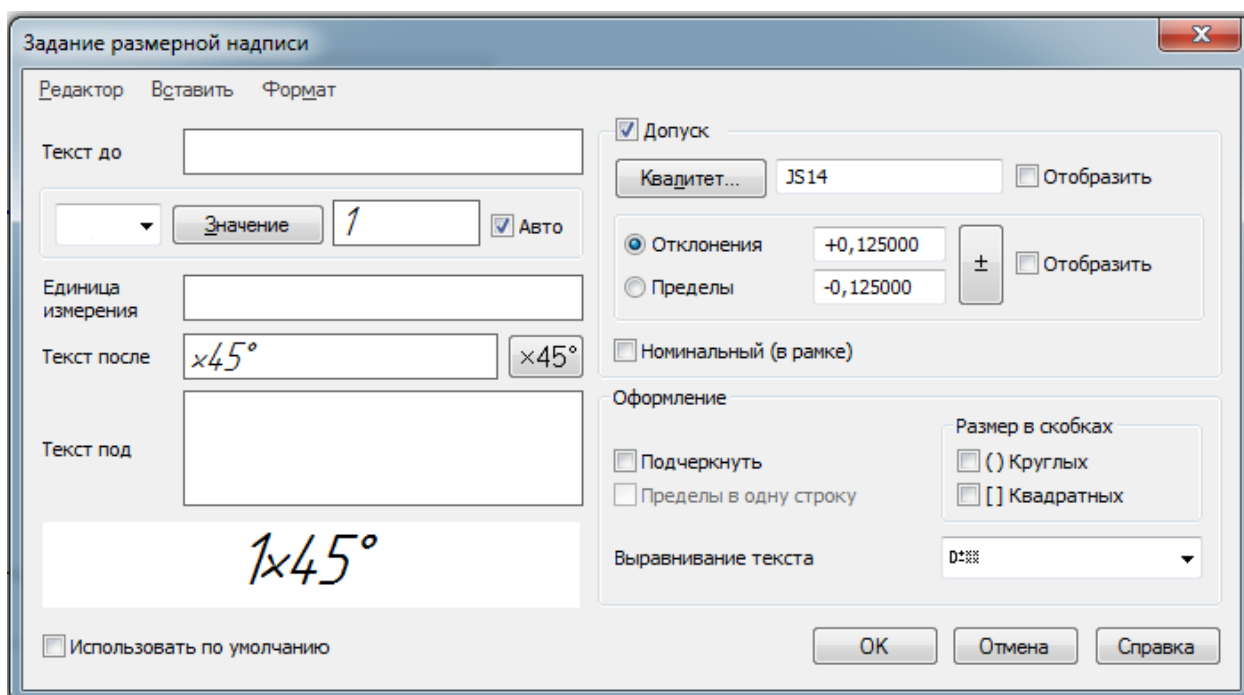 Задание размерной надписи
x
Редактор Вставить Формат
Текст до
Значение 1 Авто
Единица
измерения
Текст после ×45° ×45°
Текст под
1×45°
Использовать по умолчанию
Допуск
Квалитет... JS14 Отобразить
Отклонения +0,125000
Пределы -0,125000
± Отобразить
Номинальный (в рамке)
Оформление
Подчеркнуть
Пределы в одну строку
Размер в скобках
( ) Круглых
[ ] Квадратных
Выравнивание текста
OK Отмена Справка